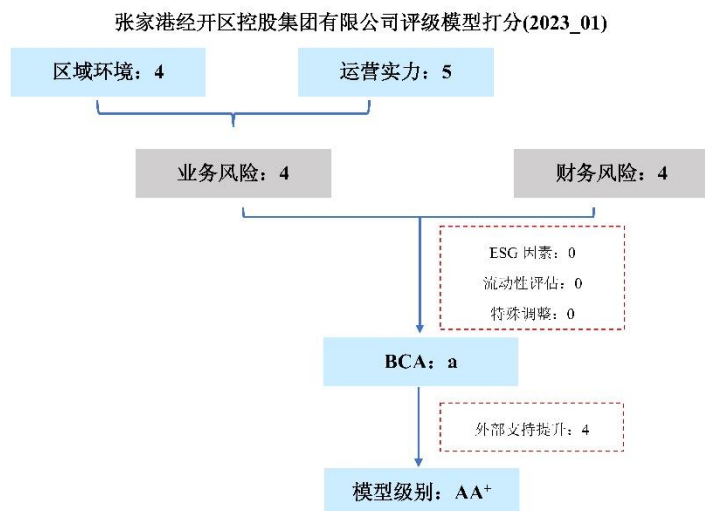 张家港经开区控股集团有限公司评级模型打分(2023_01)
区域环境：4
运营实力：5
业务风险：4
财务风险：4
ESG 因素：0
流动性评估：0
特殊调整：0
BCA：a
外部支持提升：4
模型级别：AA⁺